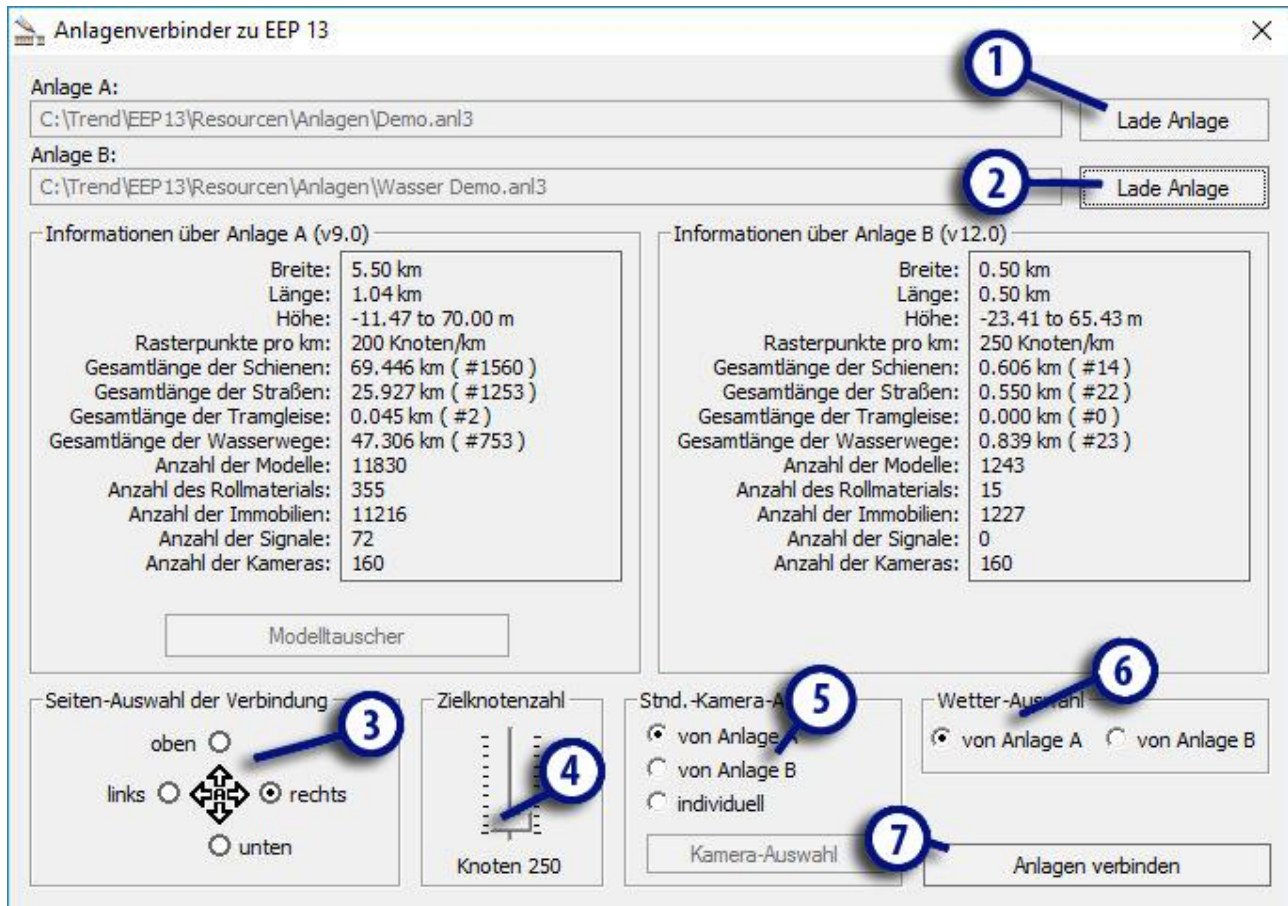 Anlagenverbinder zu EEP 13
1
Anlage A:
C:\Trend\EEP13\Resourcen\Anlagen\Demo.anl3
Lade Anlage
Anlage B:
C:\Trend\EEP13\Resourcen\Anlagen\Wasser Demo.anl3
2
Lade Anlage
Informationen über Anlage A (v9.0)
Breite: 5.50 km
Länge: 1.04 km
Höhe: -11.47 to 70.00 m
Rasterpunkte pro km: 200 Knoten/km
Gesamtlänge der Schienen: 69.446 km ( #1560 )
Gesamtlänge der Straßen: 25.927 km ( #1253 )
Gesamtlänge der Tramgleise: 0.045 km ( #2 )
Gesamtlänge der Wasserwege: 47.306 km ( #753 )
Anzahl der Modelle: 11830
Anzahl des Rollmaterials: 355
Anzahl der Immobilien: 11216
Anzahl der Signale: 72
Anzahl der Kameras: 160
Modelltauscher
Informationen über Anlage B (v12.0)
Breite: 0.50 km
Länge: 0.50 km
Höhe: -23.41 to 65.43 m
Rasterpunkte pro km: 250 Knoten/km
Gesamtlänge der Schienen: 0.606 km ( #14 )
Gesamtlänge der Straßen: 0.550 km ( #22 )
Gesamtlänge der Tramgleise: 0.000 km ( #0 )
Gesamtlänge der Wasserwege: 0.839 km ( #23 )
Anzahl der Modelle: 1243
Anzahl des Rollmaterials: 15
Anzahl der Immobilien: 1227
Anzahl der Signale: 0
Anzahl der Kameras: 160
Seiten-Auswahl der Verbindung
3
oben
links
A
rechts
unten
Zielknotenzahl
4
Knoten 250
Stnd.-Kamera-A
5
von Anlage A
von Anlage B
individuell
Kamera-Auswahl
6
Wetter-Auswahl
von Anlage A
von Anlage B
7
Anlagen verbinden